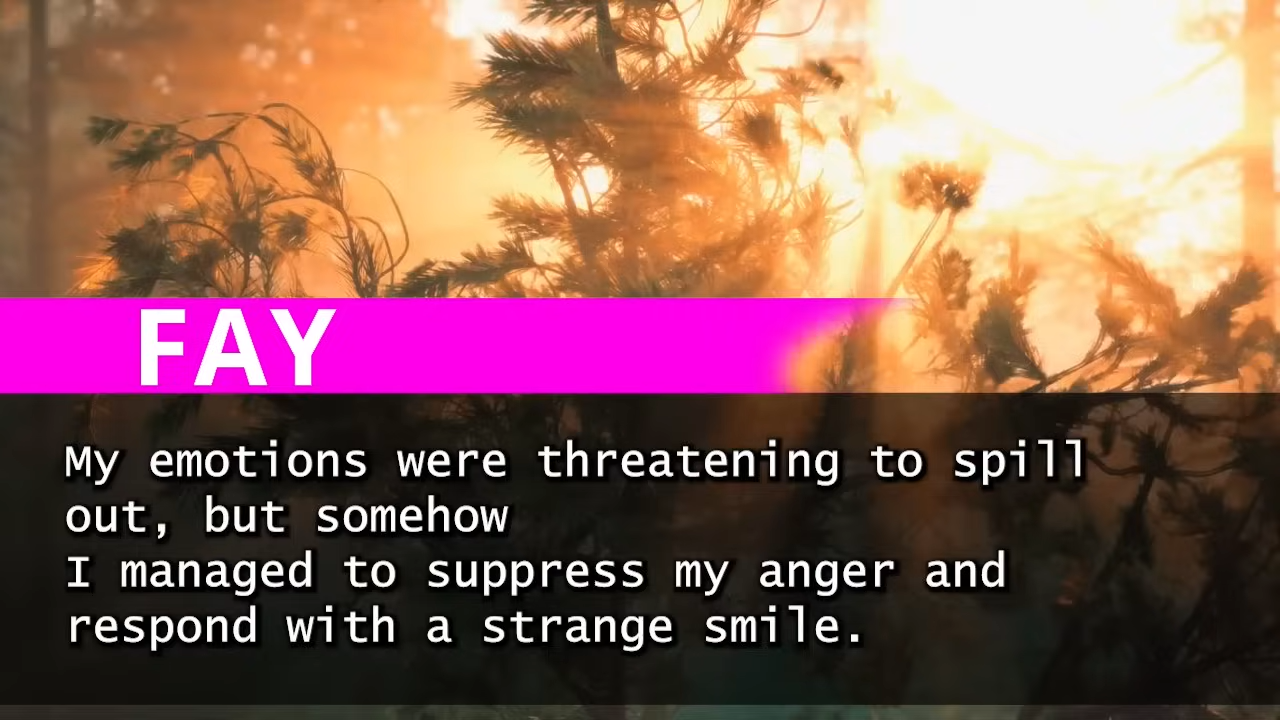 FAY
My emotions were threatening to spill
out, but somehow
I managed to suppress my anger and
respond with a strange smile.